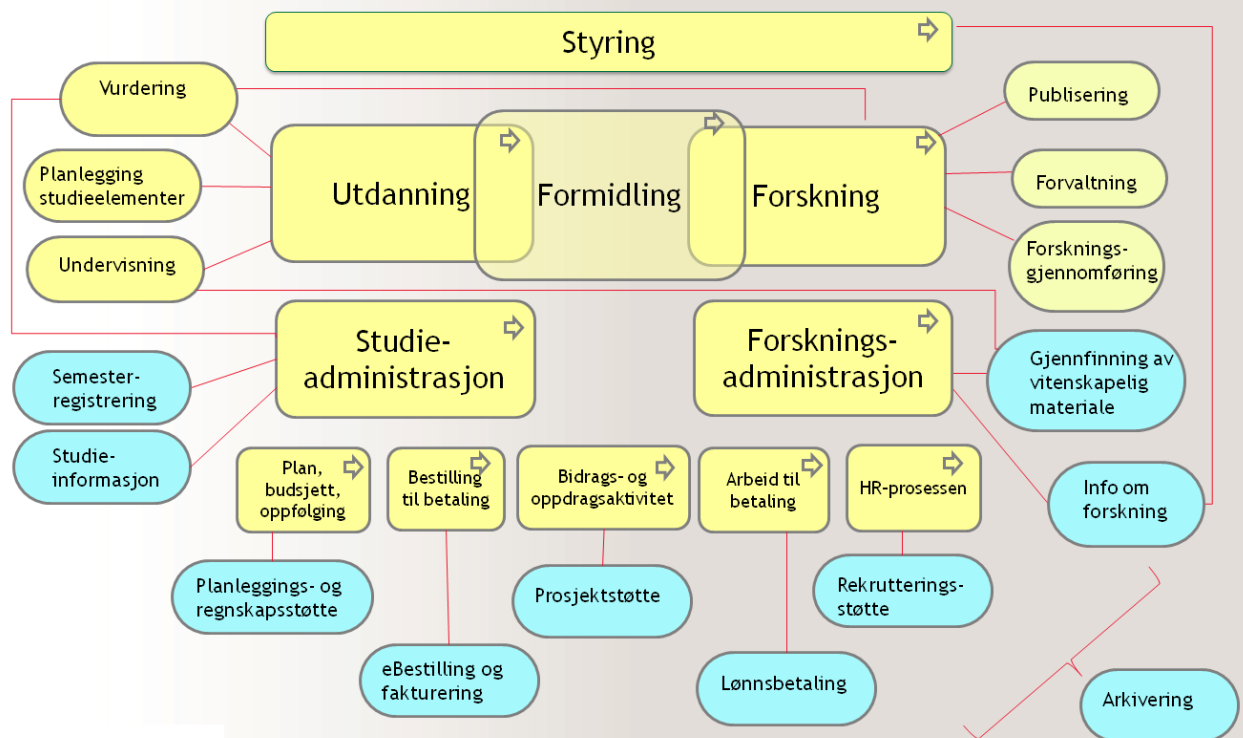 Styring
Vurdering
Publisering
Planlegging
studieelementer
Utdanning
Formidling
Forskning
Forvaltning
Undervisning
Forsknings-
gjennomføring
Studie-
administrasjon
Forsknings-
administrasjon
Semester-
registrering
Gjennfinning av
vitenskapelig
materiale
Studie-
informasjon
Plan,
budsjett,
oppfølging
Bestilling
til betaling
Bidrags- og
oppdragsaktivitet
Arbeid til
betaling
HR-prosessen
Info om
forskning
Planleggings- og
regnskapsstøtte
Prosjektstøtte
Rekrutterings-
støtte
eBestilling og
fakturering
Lønnsbetaling
Arkivering